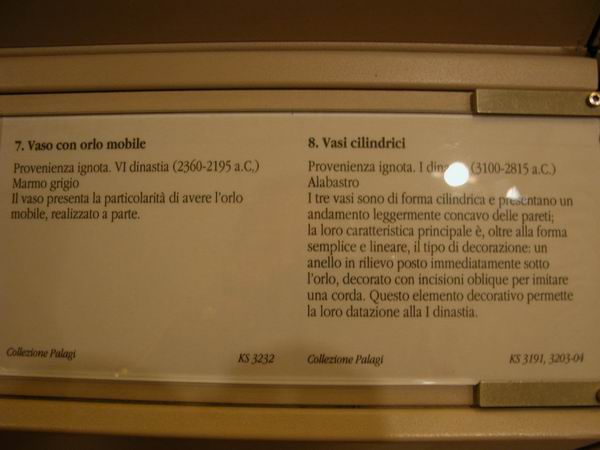 7. Vaso con orlo mobile
Provenienza ignota. VI dinastia (2360-2195 a.C,)
Marmo grigio
Il vaso presenta la particolarità di avere l'orlo
mobile, realizzato a parte.
Collezione Palagi
KS 3232
8. Vasi cilindrici
Provenienza ignota. I (3100-2815 a.C.)
Alabastro
I tre vasi sono di forma cilindrica e presentano un
andamento leggermente concavo delle pareti;
la loro caratteristica principale è, oltre alla forma
semplice e lineare, il tipo di decorazione: un
anello in rilievo posto immediatamente sotto
l'orlo, decorato con incisioni oblique per imitare
una corda. Questo elemento decorativo permette
la loro datazione alla I dinastia.
Collezione Palagi
KS 3191, 3203-04